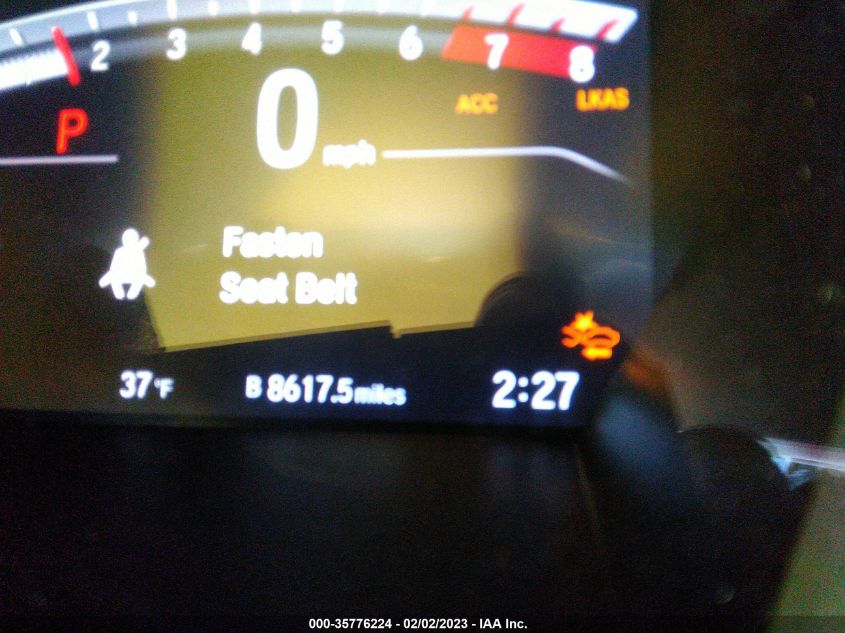 2 3 4 5 6 7 8
ACC LKAS
P 0 mph
Fasten
Seat Belt
37°F B 8617.5 miles 2:27
000-35776224 - 02/02/2023 - IAA Inc.